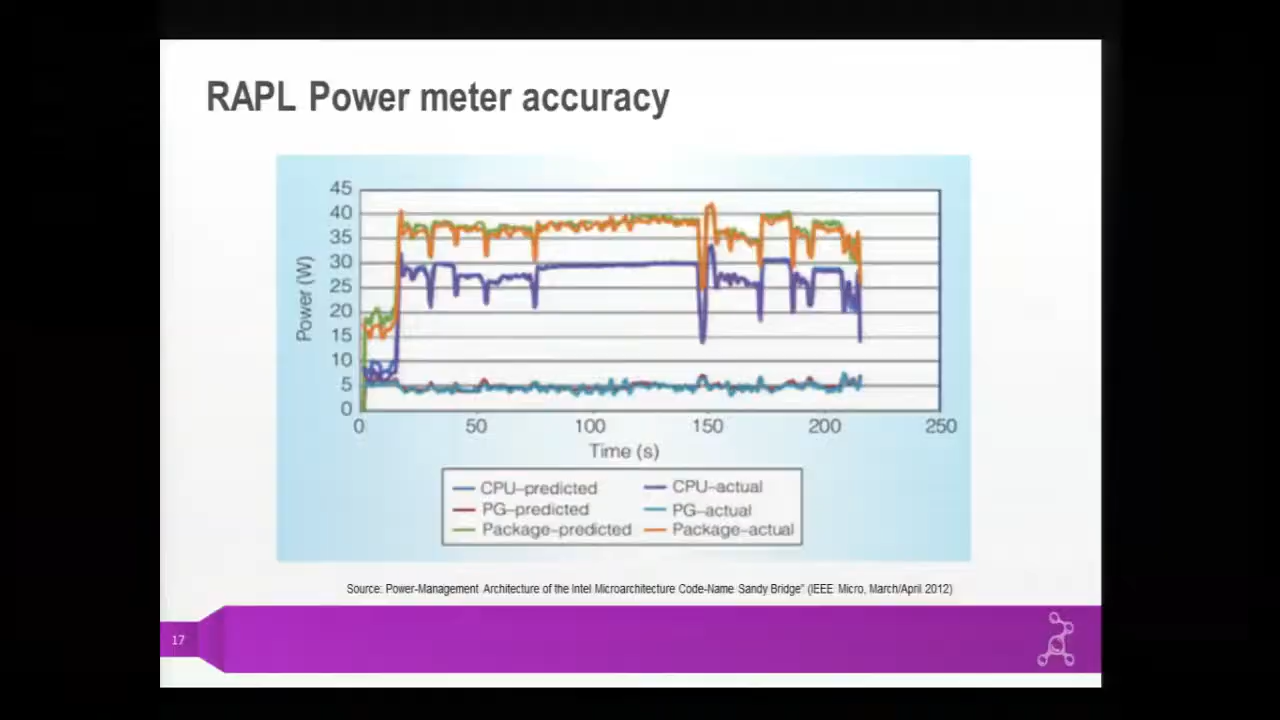 RAPL Power meter accuracy
45
40
35
30
25
20
15
10
5
0
Power (W)
0 50 100 150 200 250
Time (s)
CPU–predicted CPU–actual
PG–predicted PG–actual
Package–predicted Package–actual
Source: Power-Management Architecture of the Intel Microarchitecture Code-Name Sandy Bridge" (IEEE Micro, March/April 2012)
17